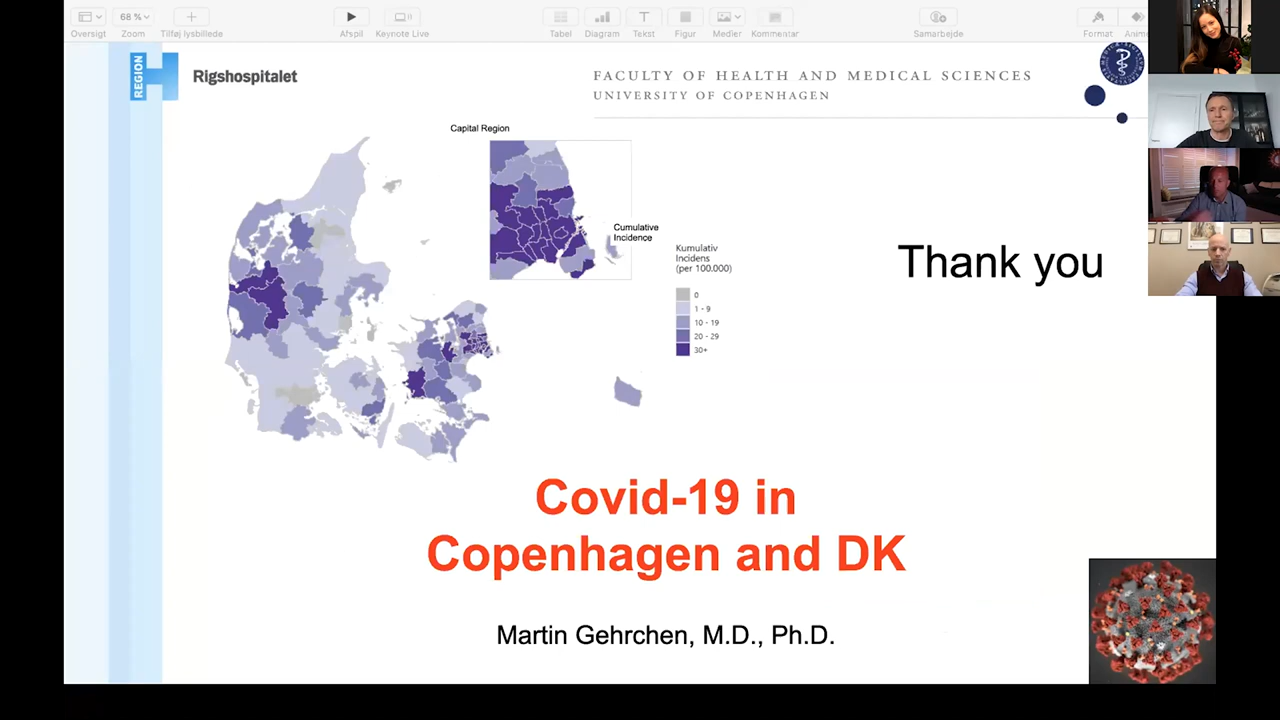 68 %
Oversigt
Zoom
Tilføj lysbillede
Afspil
Keynote Live
Tabel
Diagram
Tekst
Figur
Medier
Kommentar
Samarbejde
Format
REGION
Rigshospitalet
FACULTY OF HEALTH AND MEDICAL SCIENCES
UNIVERSITY OF COPENHAGEN
Capital Region
Cumulative
Incidence
Kumulativ
Incidens
(per 100.000)
0
1 - 9
10 - 19
20 - 29
30+
Thank you
Covid-19 in
Copenhagen and DK
Martin Gehrchen, M.D., Ph.D.